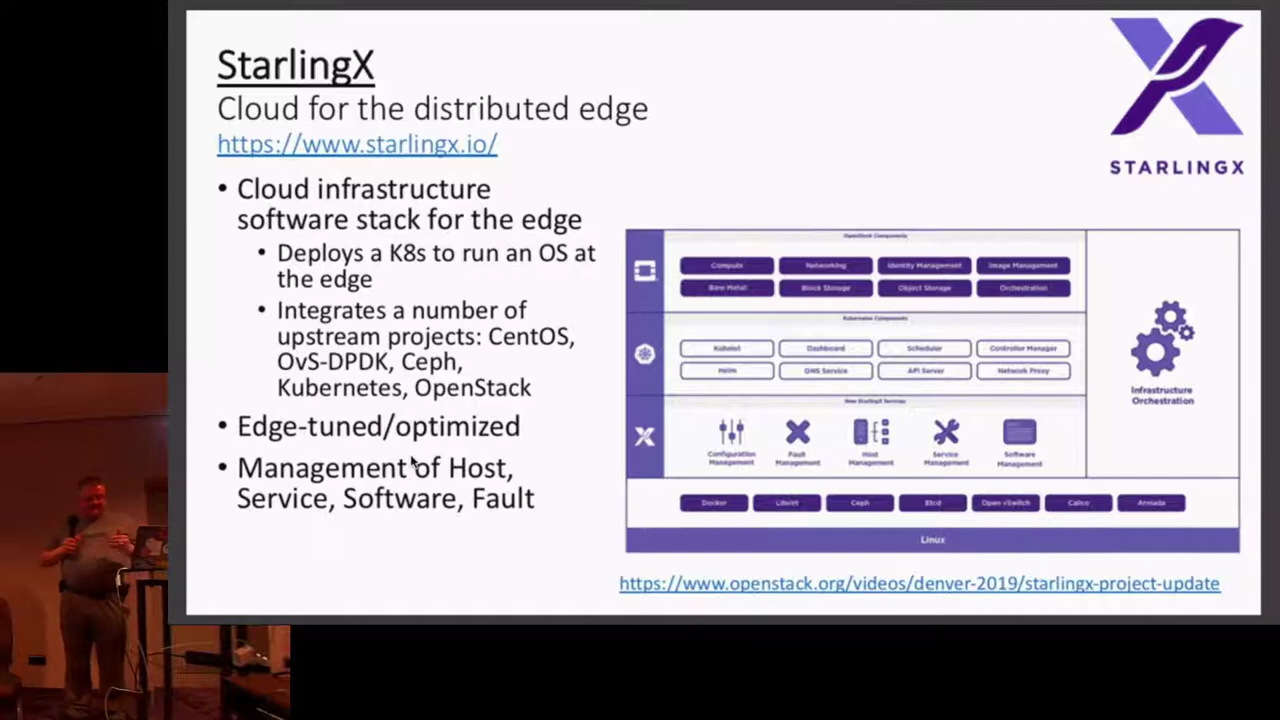 StarlingX
Cloud for the distributed edge
https://www.starlingx.io/
• Cloud infrastructure
software stack for the edge
• Deploys a K8s to run an OS at
the edge
• Integrates a number of
upstream projects: CentOS,
OvS-DPDK, Ceph,
Kubernetes, OpenStack
• Edge-tuned/optimized
• Management of Host,
Service, Software, Fault
STARLINGX
OpenStack Components
Compute Networking Identity Management Image Management
Bare Metal Block Storage Object Storage Orchestration
Kubernetes Components
Kubelet Dashboard Scheduler Controller Manager
Helm DNS Service API Server Network Proxy
New StarlingX Services
Configuration Management
Fault Management
Host Management
Service Management
Software Management
Infrastructure
Orchestration
Docker Libvirt Ceph Etcd Open vSwitch Calico Armada
Linux
https://www.openstack.org/videos/denver-2019/starlingx-project-update